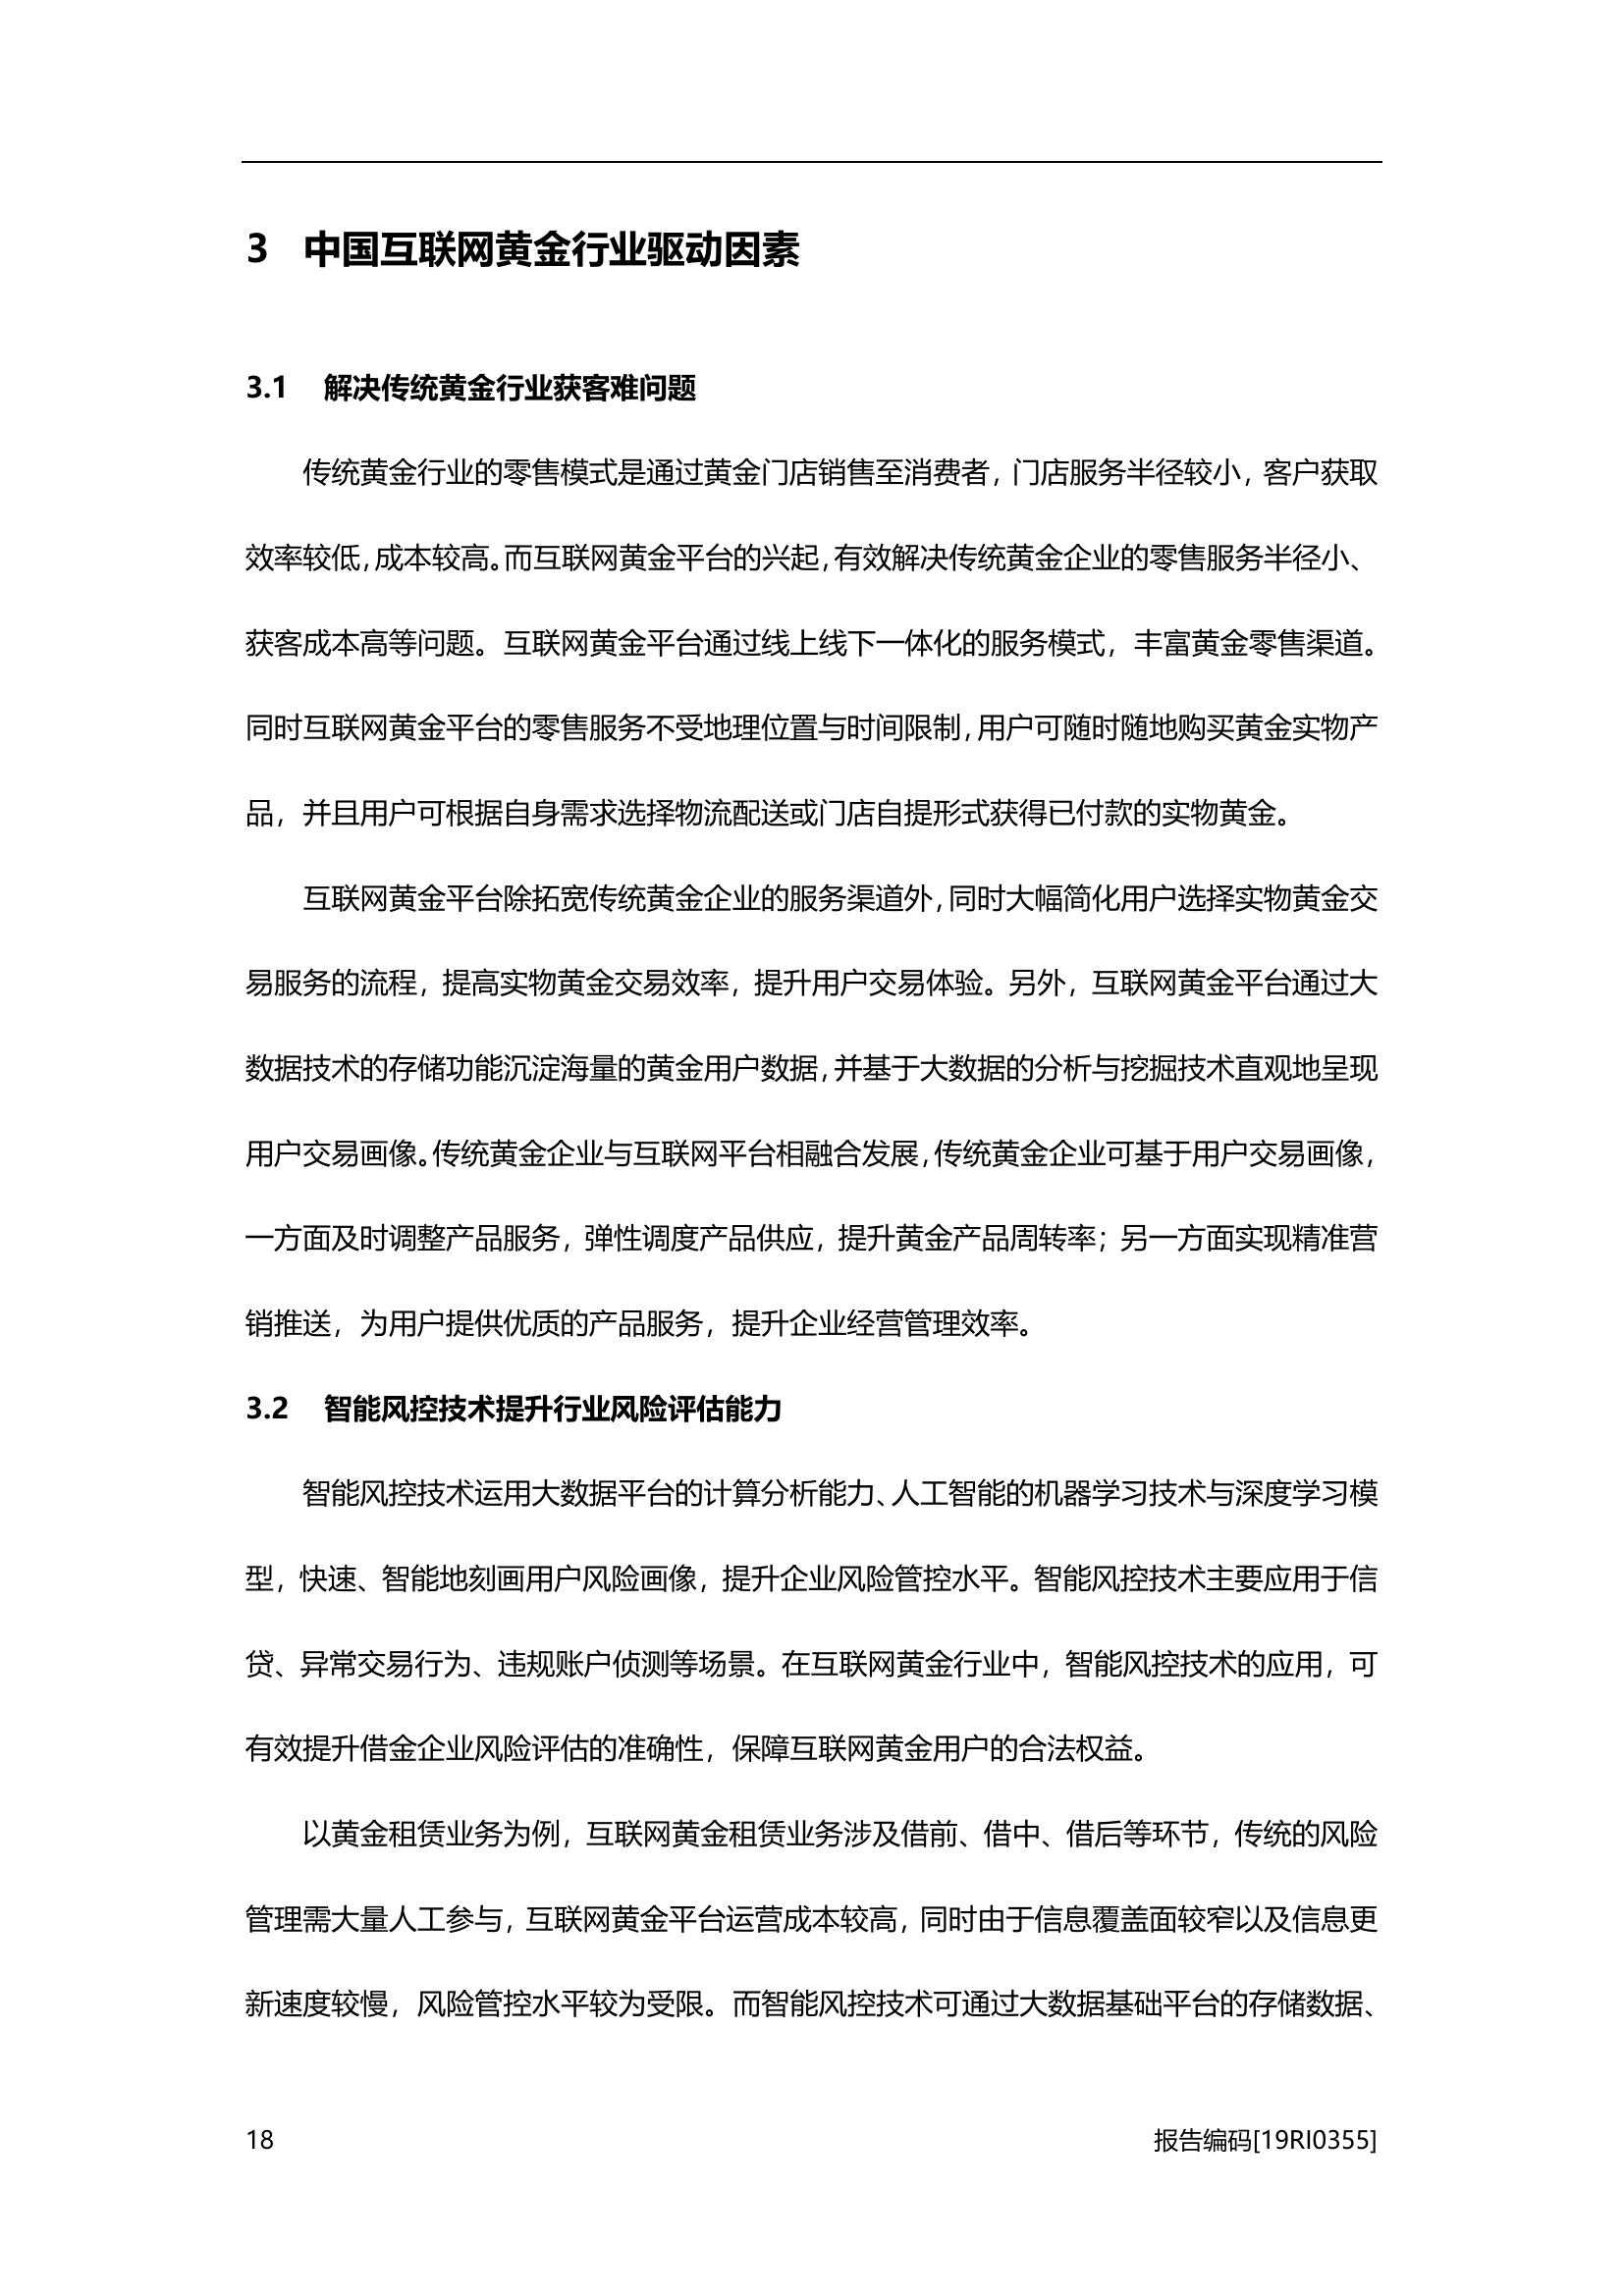 3 中国互联网黄金行业驱动因素
3.1 解决传统黄金行业获客难问题
传统黄金行业的零售模式是通过黄金门店销售至消费者，门店服务半径较小，客户获取
效率较低，成本较高。而互联网黄金平台的兴起，有效解决传统黄金企业的零售服务半径小、
获客成本高等问题。互联网黄金平台通过线上线下一体化的服务模式，丰富黄金零售渠道。
同时互联网黄金平台的零售服务不受地理位置与时间限制，用户可随时随地购买黄金实物产
品，并且用户可根据自身需求选择物流配送或门店自提形式获得已付款的实物黄金。
互联网黄金平台除拓宽传统黄金企业的服务渠道外，同时大幅简化用户选择实物黄金交
易服务的流程，提高实物黄金交易效率，提升用户交易体验。另外，互联网黄金平台通过大
数据技术的存储功能沉淀海量的黄金用户数据，并基于大数据的分析与挖掘技术直观地呈现
用户交易画像。传统黄金企业与互联网平台相融合发展，传统黄金企业可基于用户交易画像，
一方面及时调整产品服务，弹性调度产品供应，提升黄金产品周转率；另一方面实现精准营
销推送，为用户提供优质的产品服务，提升企业经营管理效率。
3.2 智能风控技术提升行业风险评估能力
智能风控技术运用大数据平台的计算分析能力、人工智能的机器学习技术与深度学习模
型，快速、智能地刻画用户风险画像，提升企业风险管控水平。智能风控技术主要应用于信
贷、异常交易行为、违规账户侦测等场景。在互联网黄金行业中，智能风控技术的应用，可
有效提升借金企业风险评估的准确性，保障互联网黄金用户的合法权益。
以黄金租赁业务为例，互联网黄金租赁业务涉及借前、借中、借后等环节，传统的风险
管理需大量人工参与，互联网黄金平台运营成本较高，同时由于信息覆盖面较窄以及信息更
新速度较慢，风险管控水平较为受限。而智能风控技术可通过大数据基础平台的存储数据、
18 报告编码[19RI0355]